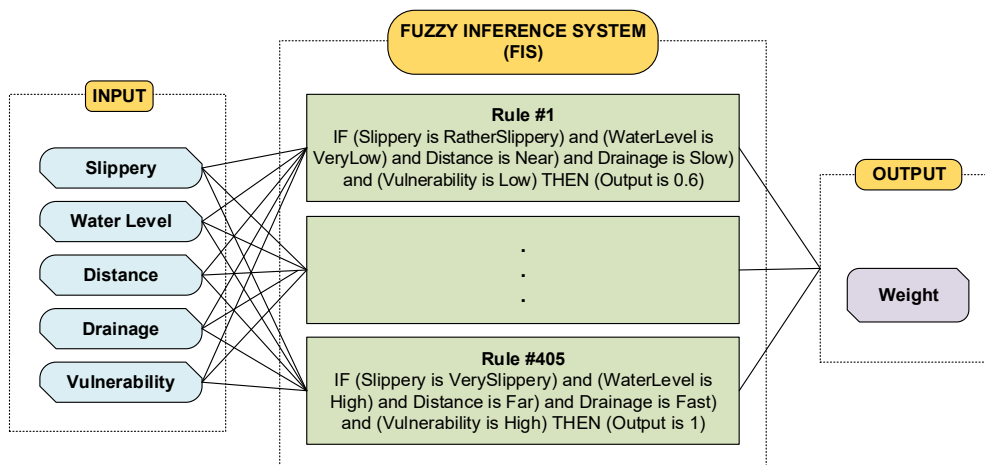 FUZZY INFERENCE SYSTEM
(FIS)
INPUT
Slippery
Water Level
Distance
Drainage
Vulnerability
Rule #1
IF (Slippery is RatherSlippery) and (WaterLevel is
VeryLow) and Distance is Near) and Drainage is Slow)
and (Vulnerability is Low) THEN (Output is 0.6)
.
.
.
Rule #405
IF (Slippery is VerySlippery) and (WaterLevel is
High) and Distance is Far) and Drainage is Fast)
and (Vulnerability is High) THEN (Output is 1)
OUTPUT
Weight